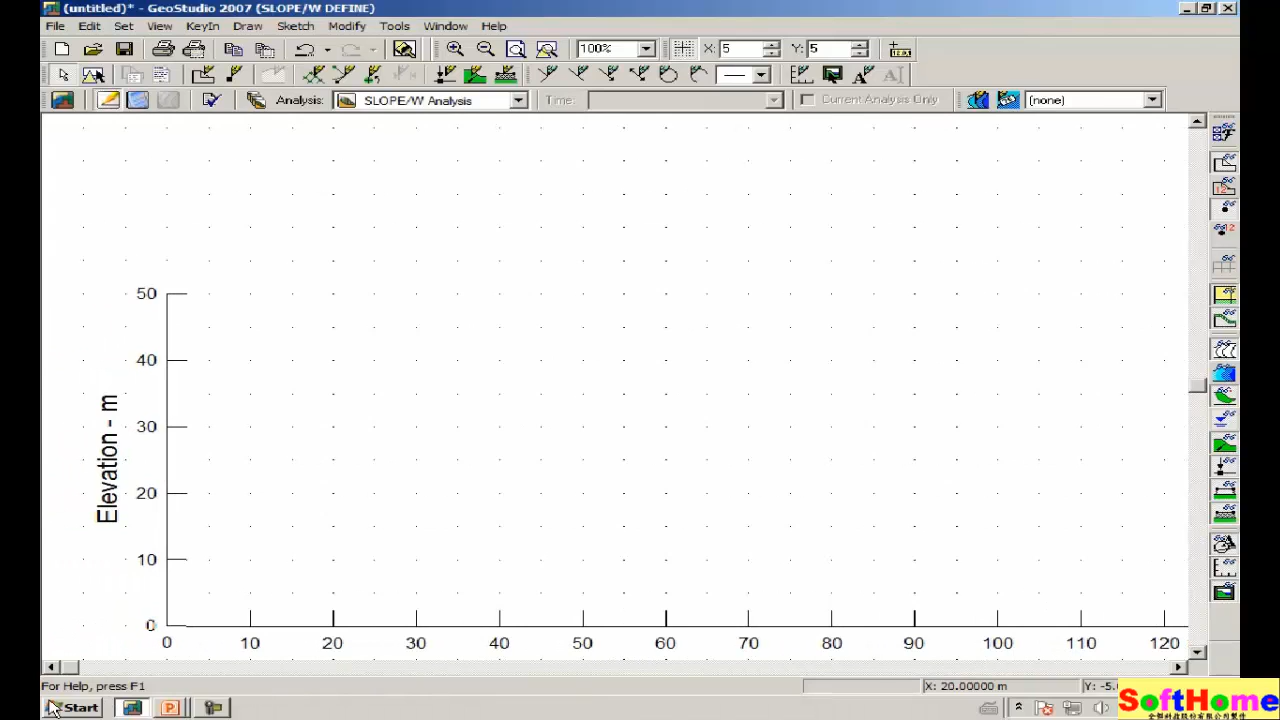 (untitled)* - GeoStudio 2007 (SLOPE/W DEFINE)
File Edit Set View KeyIn Draw Sketch Modify Tools Window Help
100% X: 5 Y: 5
Analysis: SLOPE/W Analysis Time: Current Analysis Only (none)
50
40
30
20
10
0
Elevation - m
0 10 20 30 40 50 60 70 80 90 100 110 120
For Help, press F1 X: 20.00000 m Y: -5.
Start
SoftHome